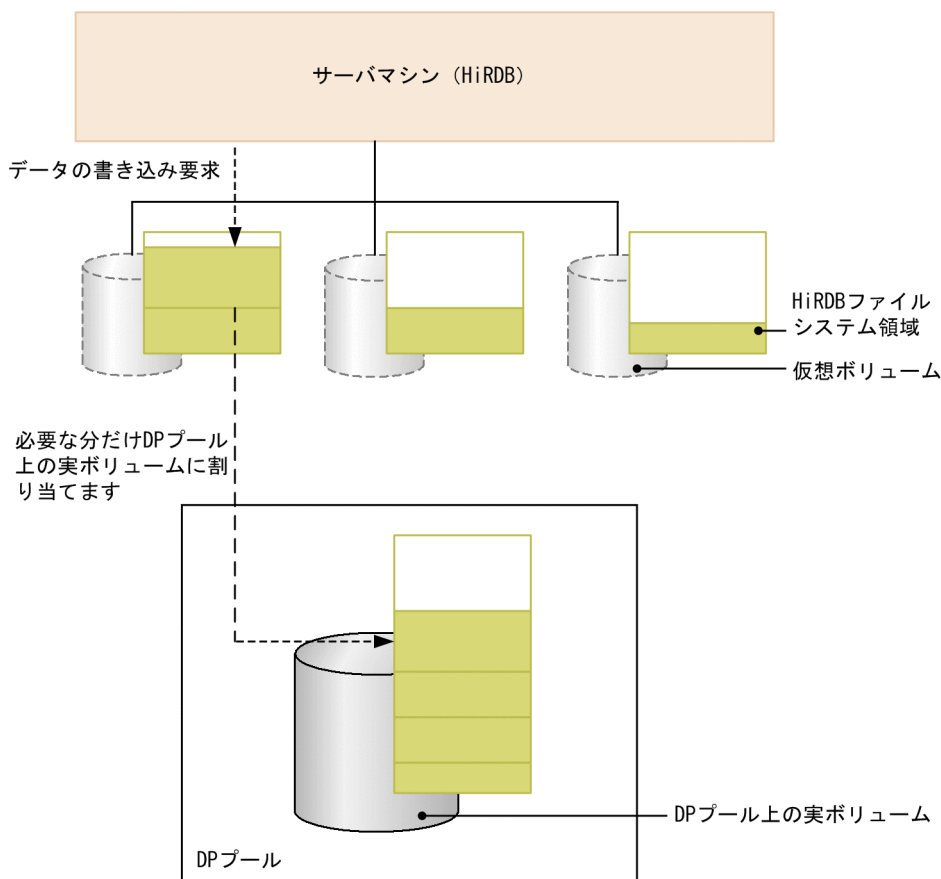 サーバマシン（HiRDB）
データの書き込み要求
HiRDBファイル
システム領域
仮想ボリューム
必要な分だけDPプール
上の実ボリュームに割
り当てます
DPプール上の実ボリューム
DPプール